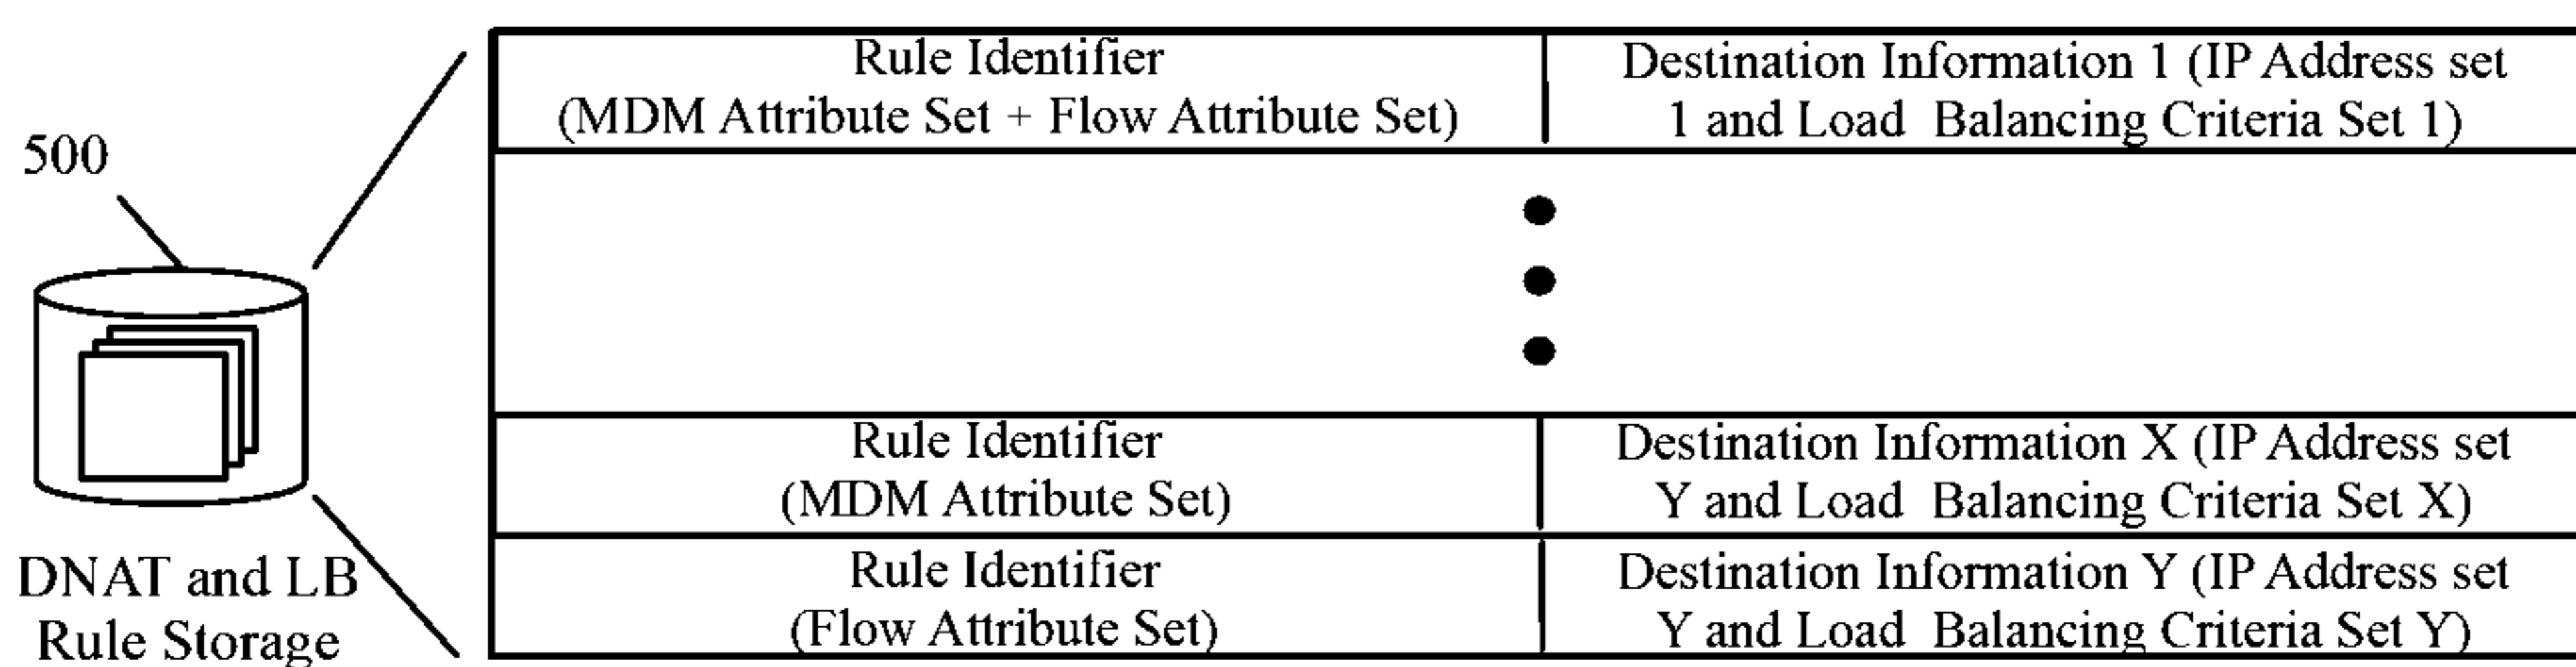 Rule Identifier
(MDM Attribute Set + Flow Attribute Set)
Destination Information 1 (IP Address set
1 and Load Balancing Criteria Set 1)
500
Rule Identifier
(MDM Attribute Set)
Destination Information X (IP Address set
Y and Load Balancing Criteria Set X)
Rule Identifier
(Flow Attribute Set)
Destination Information Y (IP Address set
Y and Load Balancing Criteria Set Y)
DNAT and LB
Rule Storage